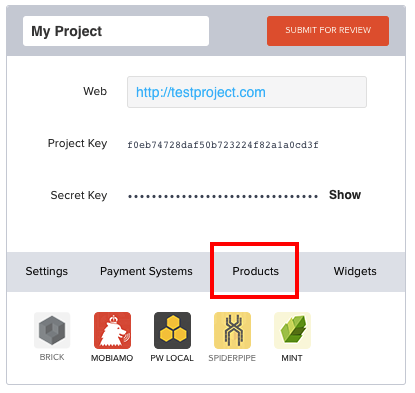 My Project
SUBMIT FOR REVIEW
Web
http://testproject.com
Project Key
f0eb74728daf50b723224f82a1a0cd3f
Secret Key
•••••••••••••••••••••••••••••••• Show
Settings
Payment Systems
Products
Widgets
BRICK
MOBIAMO
PW LOCAL
SPIDERPIPE
MINT